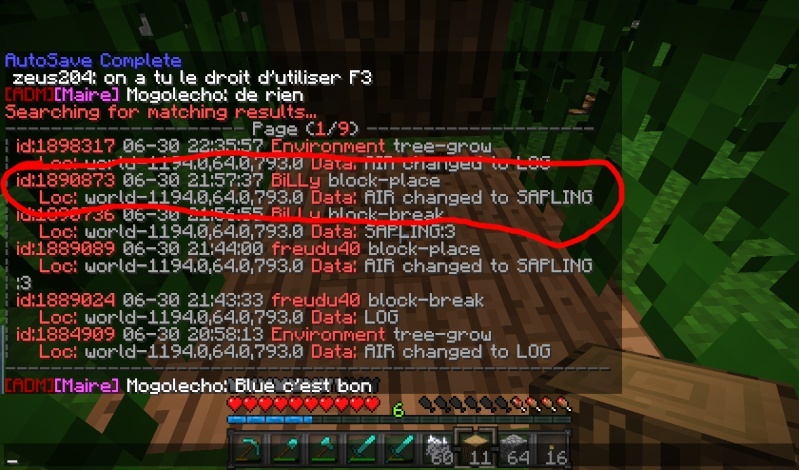 AutoSave Complete
zeus204: on a tu le droit d'utiliser F3
[ADM][Maire] Mogolecho: de rien
Searching for matching results...
Page (1/9)
id:1898317 06-30 22:35:57 Environment tree-grow
Loc: world-1194.0,64.0,793.0 Data: AIR changed to LOG
id:1890873 06-30 21:57:37 BiLLy block-place
Loc: world-1194.0,64.0,793.0 Data: AIR changed to SAPLING
BiLLy block-break
Loc: world-1194.0,64.0,793.0 Data: SAPLING:3
id:1889089 06-30 21:44:00 freudu40 block-place
Loc: world-1194.0,64.0,793.0 Data: AIR changed to SAPLING
:3
id:1889024 06-30 21:43:33 freudu40 block-break
Loc: world-1194.0,64.0,793.0 Data: LOG
id:1884909 06-30 20:58:13 Environment tree-grow
Loc: world-1194.0,64.0,793.0 Data: AIR changed to LOG
[ADM][Maire] Mogolecho: Blue c'est bon
6
60 11 64 16